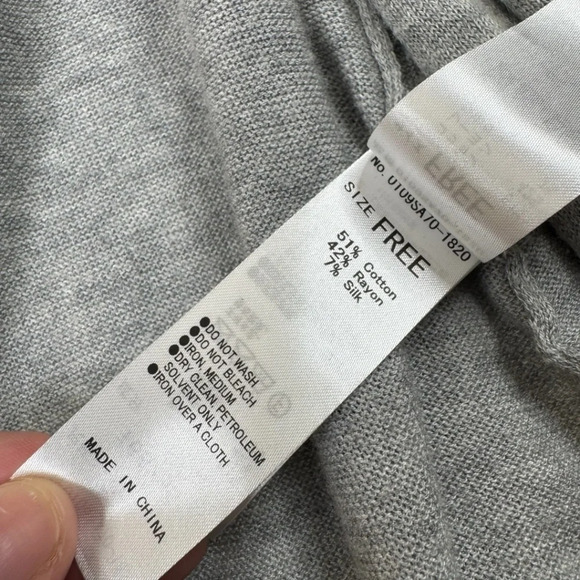 No. U1U9SA70-1820
SIZE FREE
51% Cotton
42% Rayon
7% Silk
●DO NOT WASH
●DO NOT BLEACH
●IRON, MEDIUM
●DRY CLEAN, PETROLEUM
SOLVENT ONLY
●IRON OVER A CLOTH
MADE IN CHINA